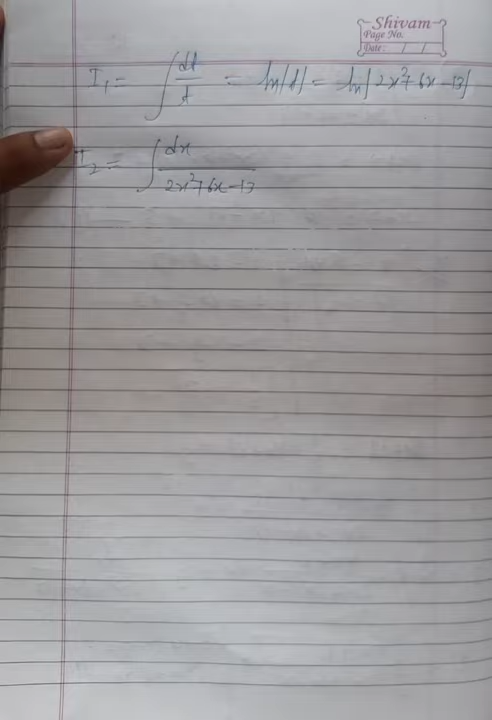 Shivam
Page No.
Date: / /
I₁ = ∫ dt/t = ln|t| = ln|2x²+6x-13|
I₂ = ∫ dx/2x²+6x-13